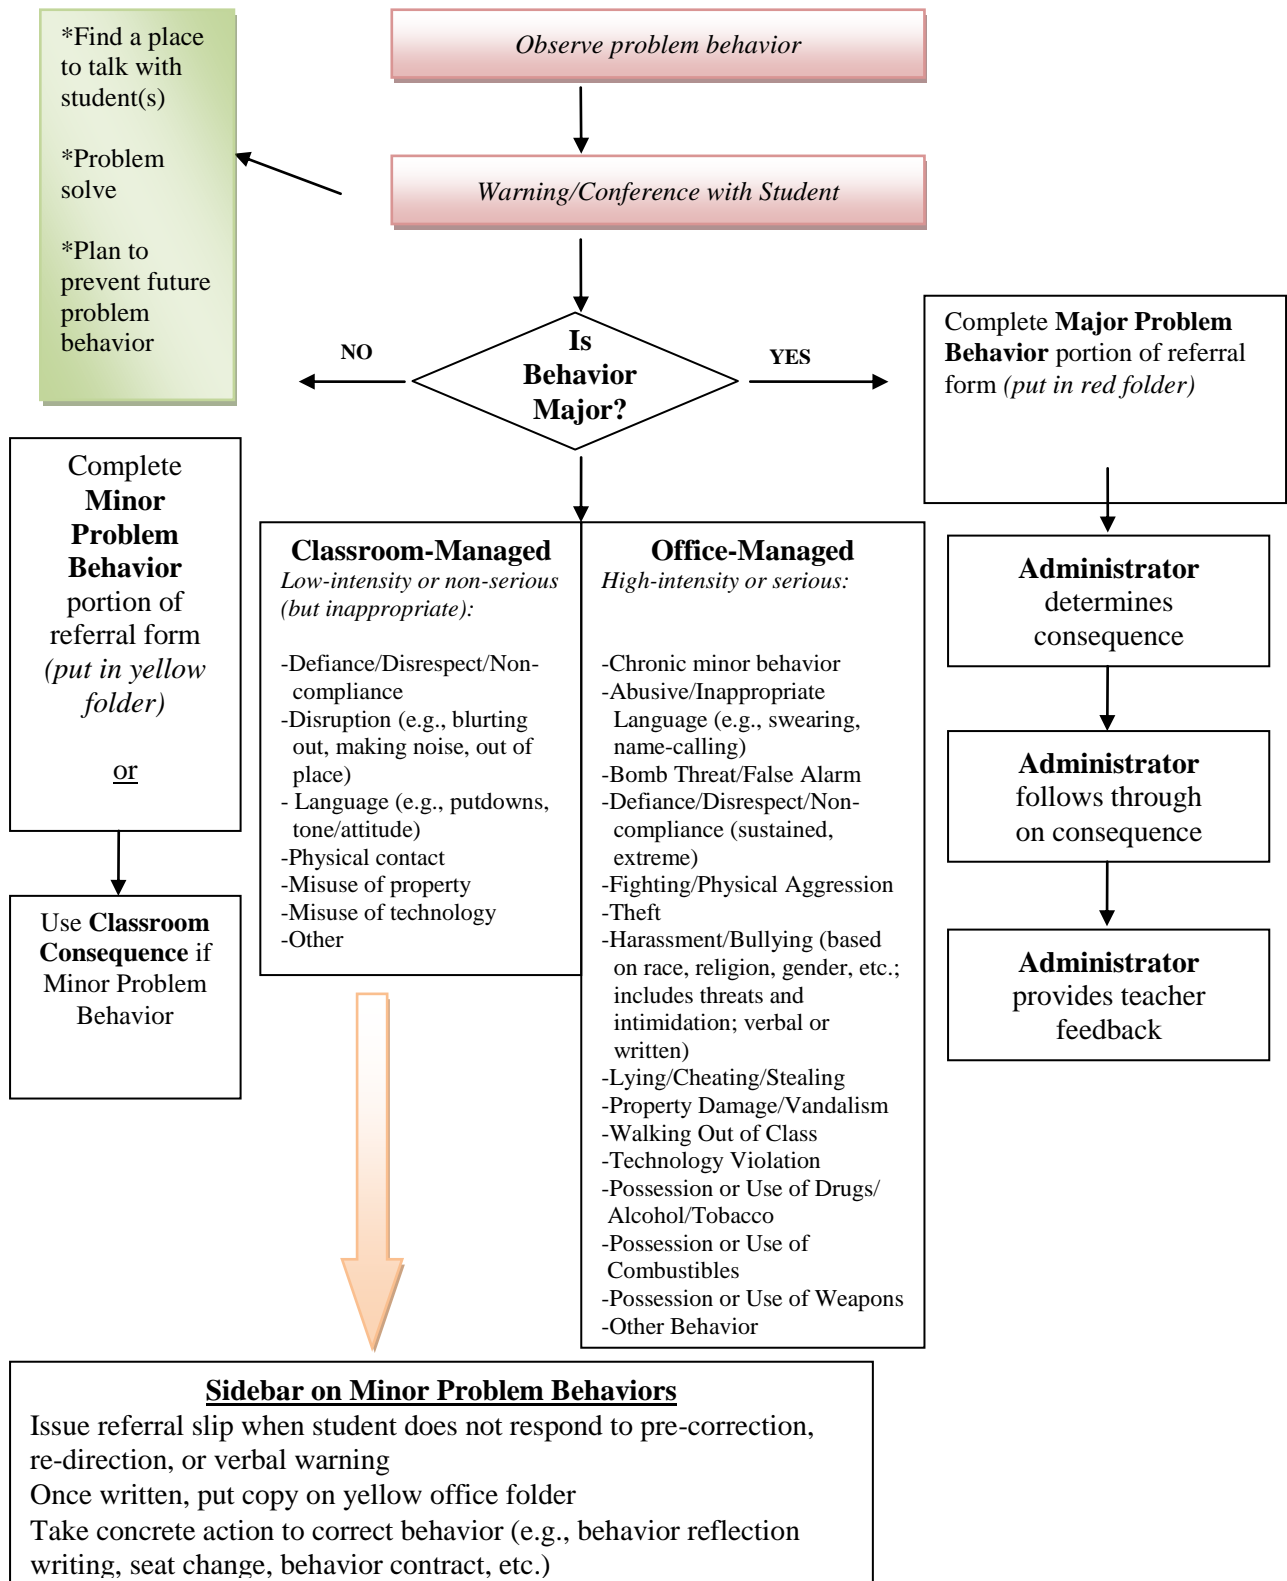 *Find a place
to talk with
student(s)
*Problem
solve
*Plan to
prevent future
problem
behavior
Observe problem behavior
Warning/Conference with Student
Is
Behavior
Major?
NO
YES
Complete Major Problem
Behavior portion of referral
form (put in red folder)
Complete
Minor
Problem
Behavior
portion of
referral form
(put in yellow
folder)
or
Use Classroom
Consequence if
Minor Problem
Behavior
Classroom-Managed
Low-intensity or non-serious
(but inappropriate):
-Defiance/Disrespect/Non-
compliance
-Disruption (e.g., blurting
out, making noise, out of
place)
- Language (e.g., putdowns,
tone/attitude)
-Physical contact
-Misuse of property
-Misuse of technology
-Other
Office-Managed
High-intensity or serious:
-Chronic minor behavior
-Abusive/Inappropriate
Language (e.g., swearing,
name-calling)
-Bomb Threat/False Alarm
-Defiance/Disrespect/Non-
compliance (sustained,
extreme)
-Fighting/Physical Aggression
-Theft
-Harassment/Bullying (based
on race, religion, gender, etc.;
includes threats and
intimidation; verbal or
written)
-Lying/Cheating/Stealing
-Property Damage/Vandalism
-Walking Out of Class
-Technology Violation
-Possession or Use of Drugs/
Alcohol/Tobacco
-Possession or Use of
Combustibles
-Possession or Use of Weapons
-Other Behavior
Administrator
determines
consequence
Administrator
follows through
on consequence
Administrator
provides teacher
feedback
Sidebar on Minor Problem Behaviors
Issue referral slip when student does not respond to pre-correction,
re-direction, or verbal warning
Once written, put copy on yellow office folder
Take concrete action to correct behavior (e.g., behavior reflection
writing, seat change, behavior contract, etc.)